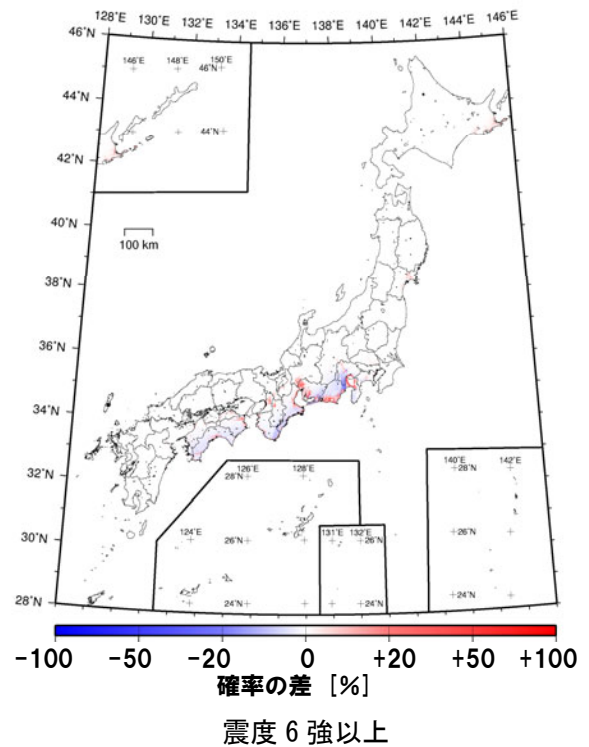 128°E 130°E 132°E 134°E 136°E 138°E 140°E 142°E 144°E 146°E
46°N
146°E 148°E 150°E
46°N
44°N
44°N
42°N
40°N
100 km
38°N
36°N
34°N
32°N
126°E 128°E
28°N
140°E 142°E
28°N
124°E
131°E 132°E
30°N
26°N
26°N
26°N
28°N
24°N
24°N
24°N
-100 -50 -20 0 +20 +50 +100
確率の差 [%]
震度6強以上